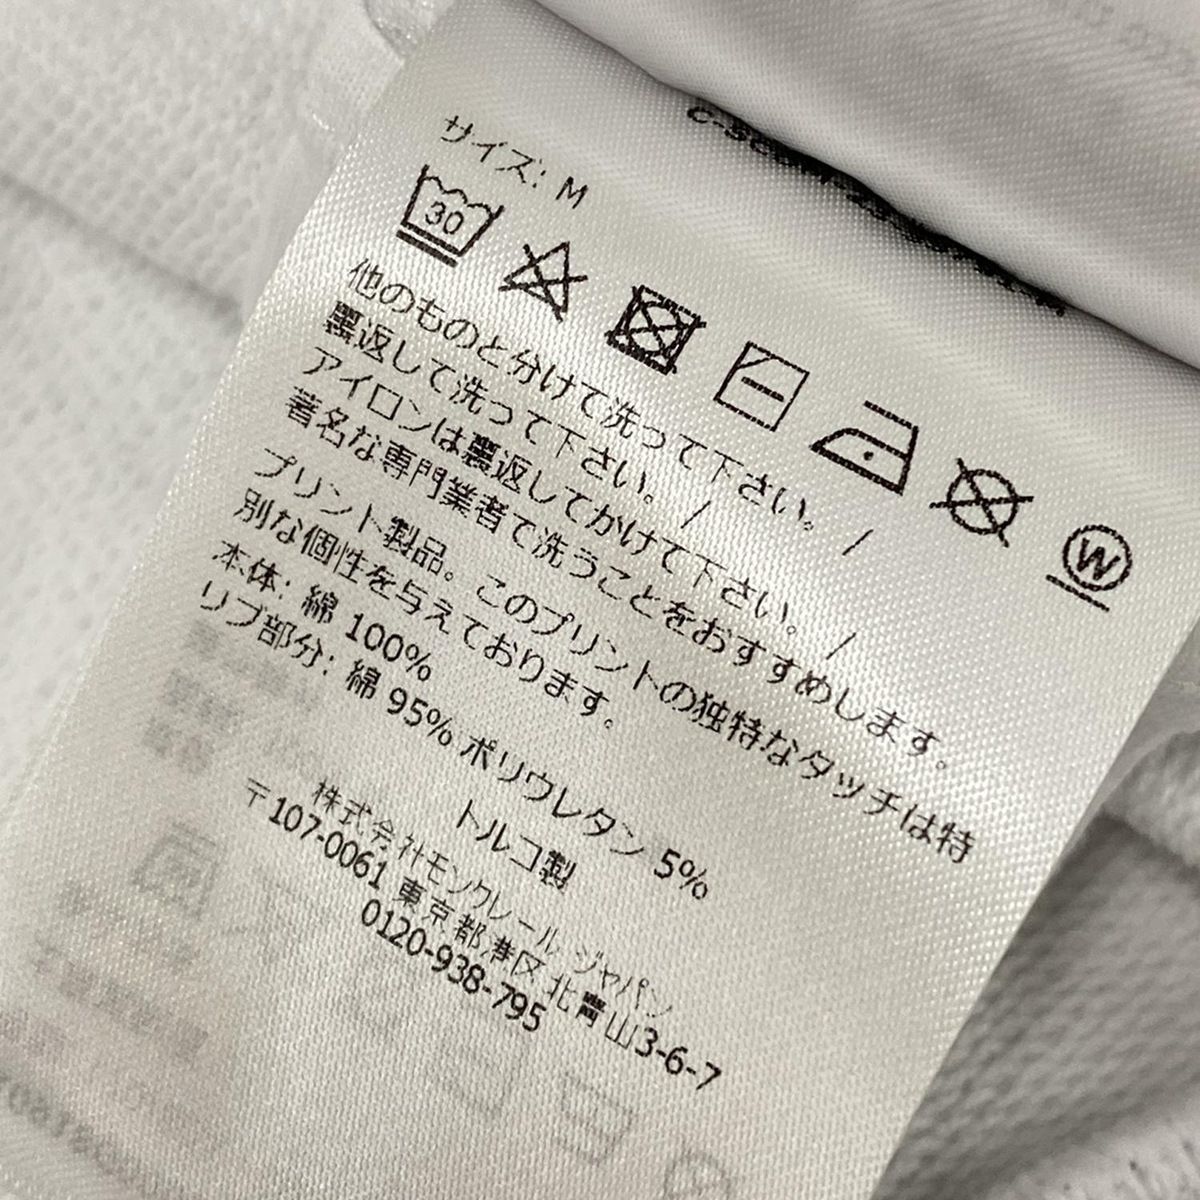 サイズ: M
30
W
他のものと分けて洗って下さい。 /
裏返して洗って下さい。 /
アイロンは裏返してかけて下さい。 /
著名な専門業者で洗うことをおすすめします。
プリント製品。このプリントの独特なタッチは特
別な個性を与えております。
本体: 綿 100%
リブ部分: 綿 95% ポリウレタン 5%
トルコ製
株式会社モンクレール ジャパン
〒107-0061 東京都港区北青山3-6-7
0120-938-795